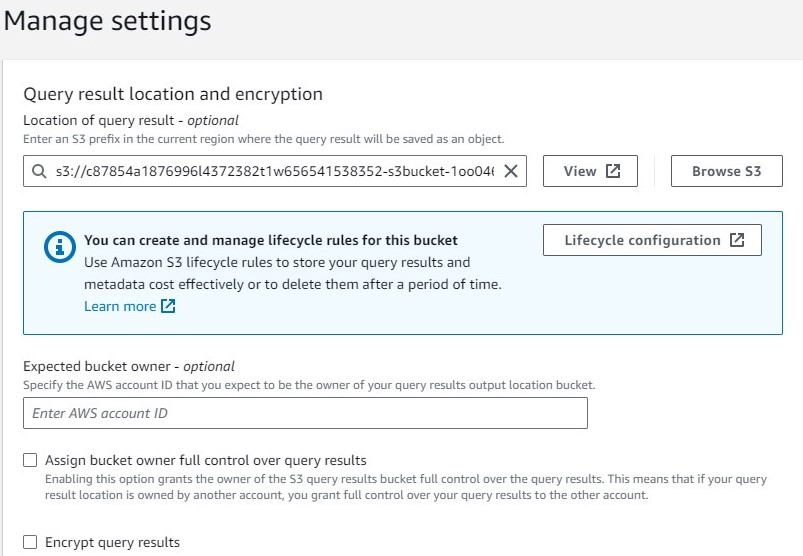 Manage settings
Query result location and encryption
Location of query result - optional
Enter an S3 prefix in the current region where the query result will be saved as an object.
s3://c87854a1876996l4372382t1w656541538352-s3bucket-1oo046
View
Browse S3
You can create and manage lifecycle rules for this bucket
Lifecycle configuration
Use Amazon S3 lifecycle rules to store your query results and
metadata cost effectively or to delete them after a period of time.
Learn more
Expected bucket owner - optional
Specify the AWS account ID that you expect to be the owner of your query results output location bucket.
Enter AWS account ID
Assign bucket owner full control over query results
Enabling this option grants the owner of the S3 query results bucket full control over the query results. This means that if your query
result location is owned by another account, you grant full control over your query results to the other account.
Encrypt query results